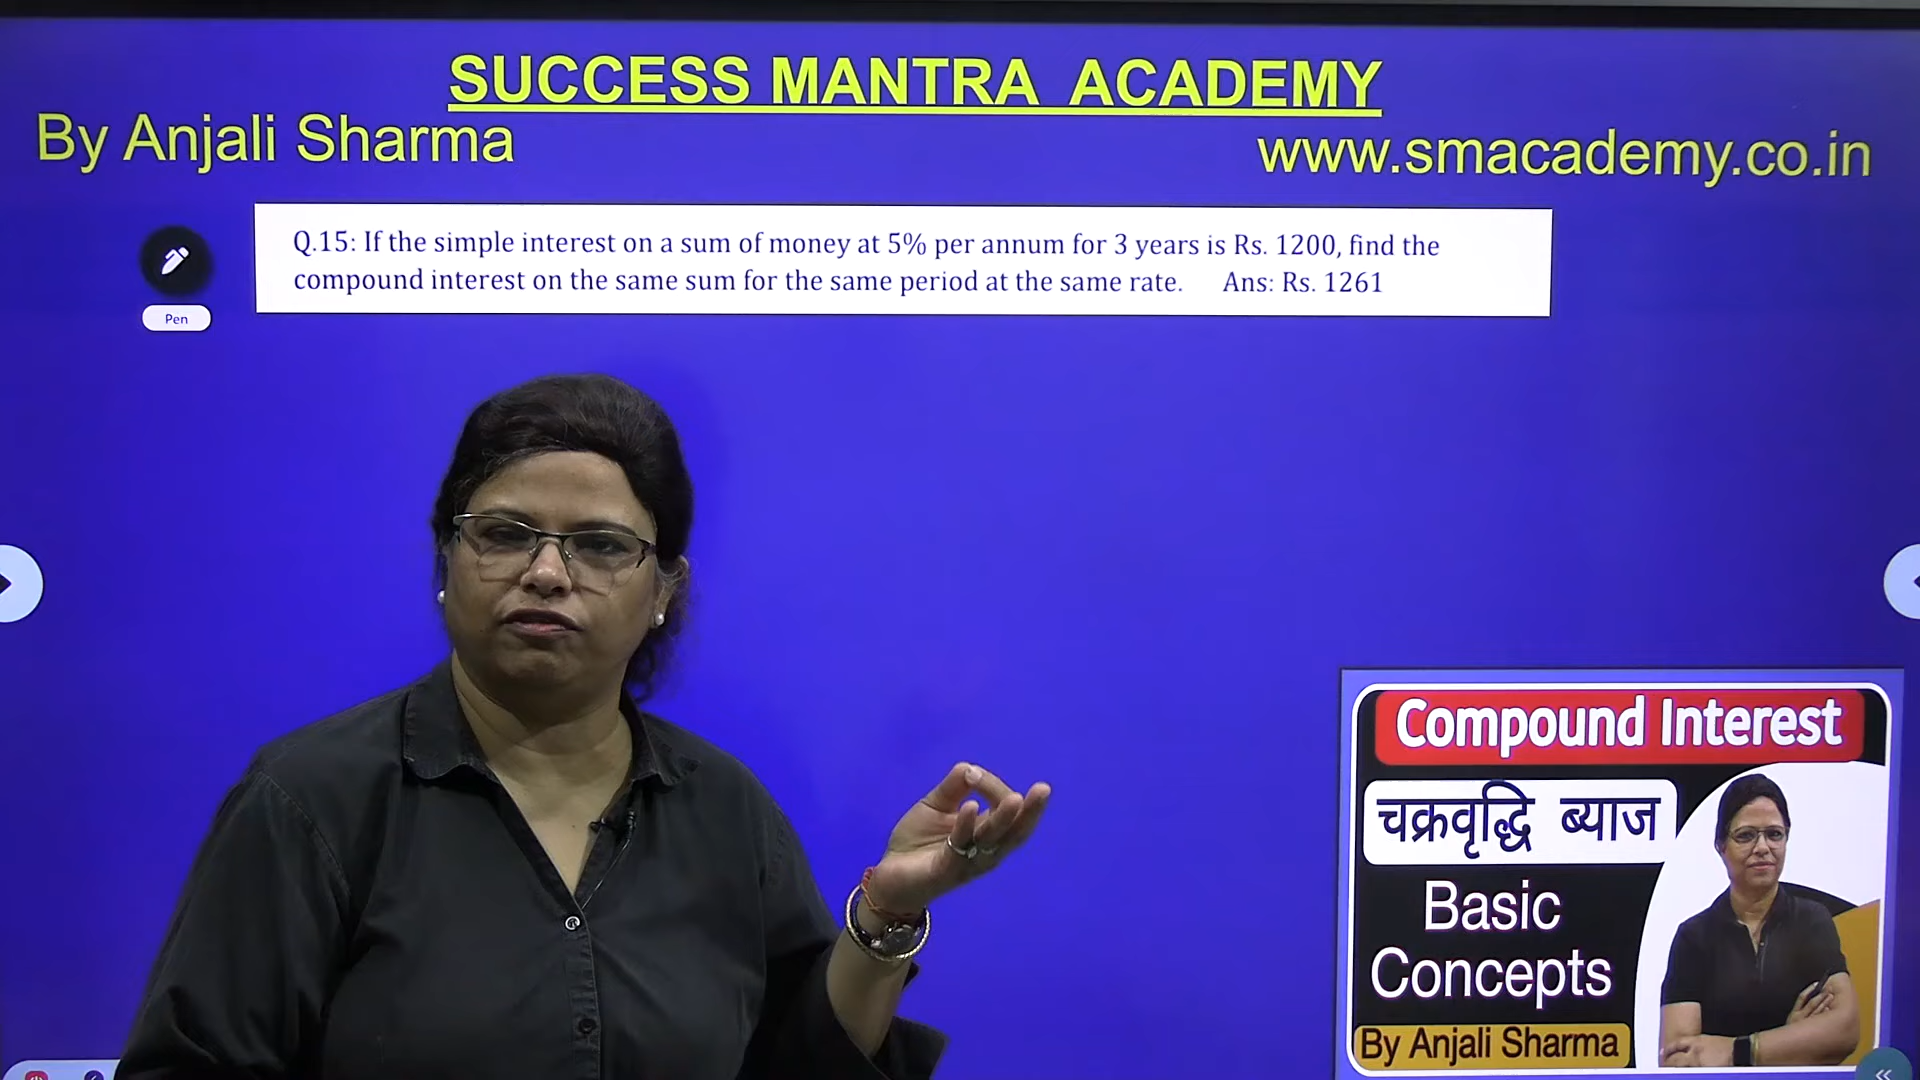 SUCCESS MANTRA ACADEMY
By Anjali Sharma
www.smacademy.co.in
Q.15: If the simple interest on a sum of money at 5% per annum for 3 years is Rs. 1200, find the
compound interest on the same sum for the same period at the same rate. Ans: Rs. 1261
Pen
Compound Interest
चक्रवृद्धि ब्याज
Basic
Concepts
By Anjali Sharma